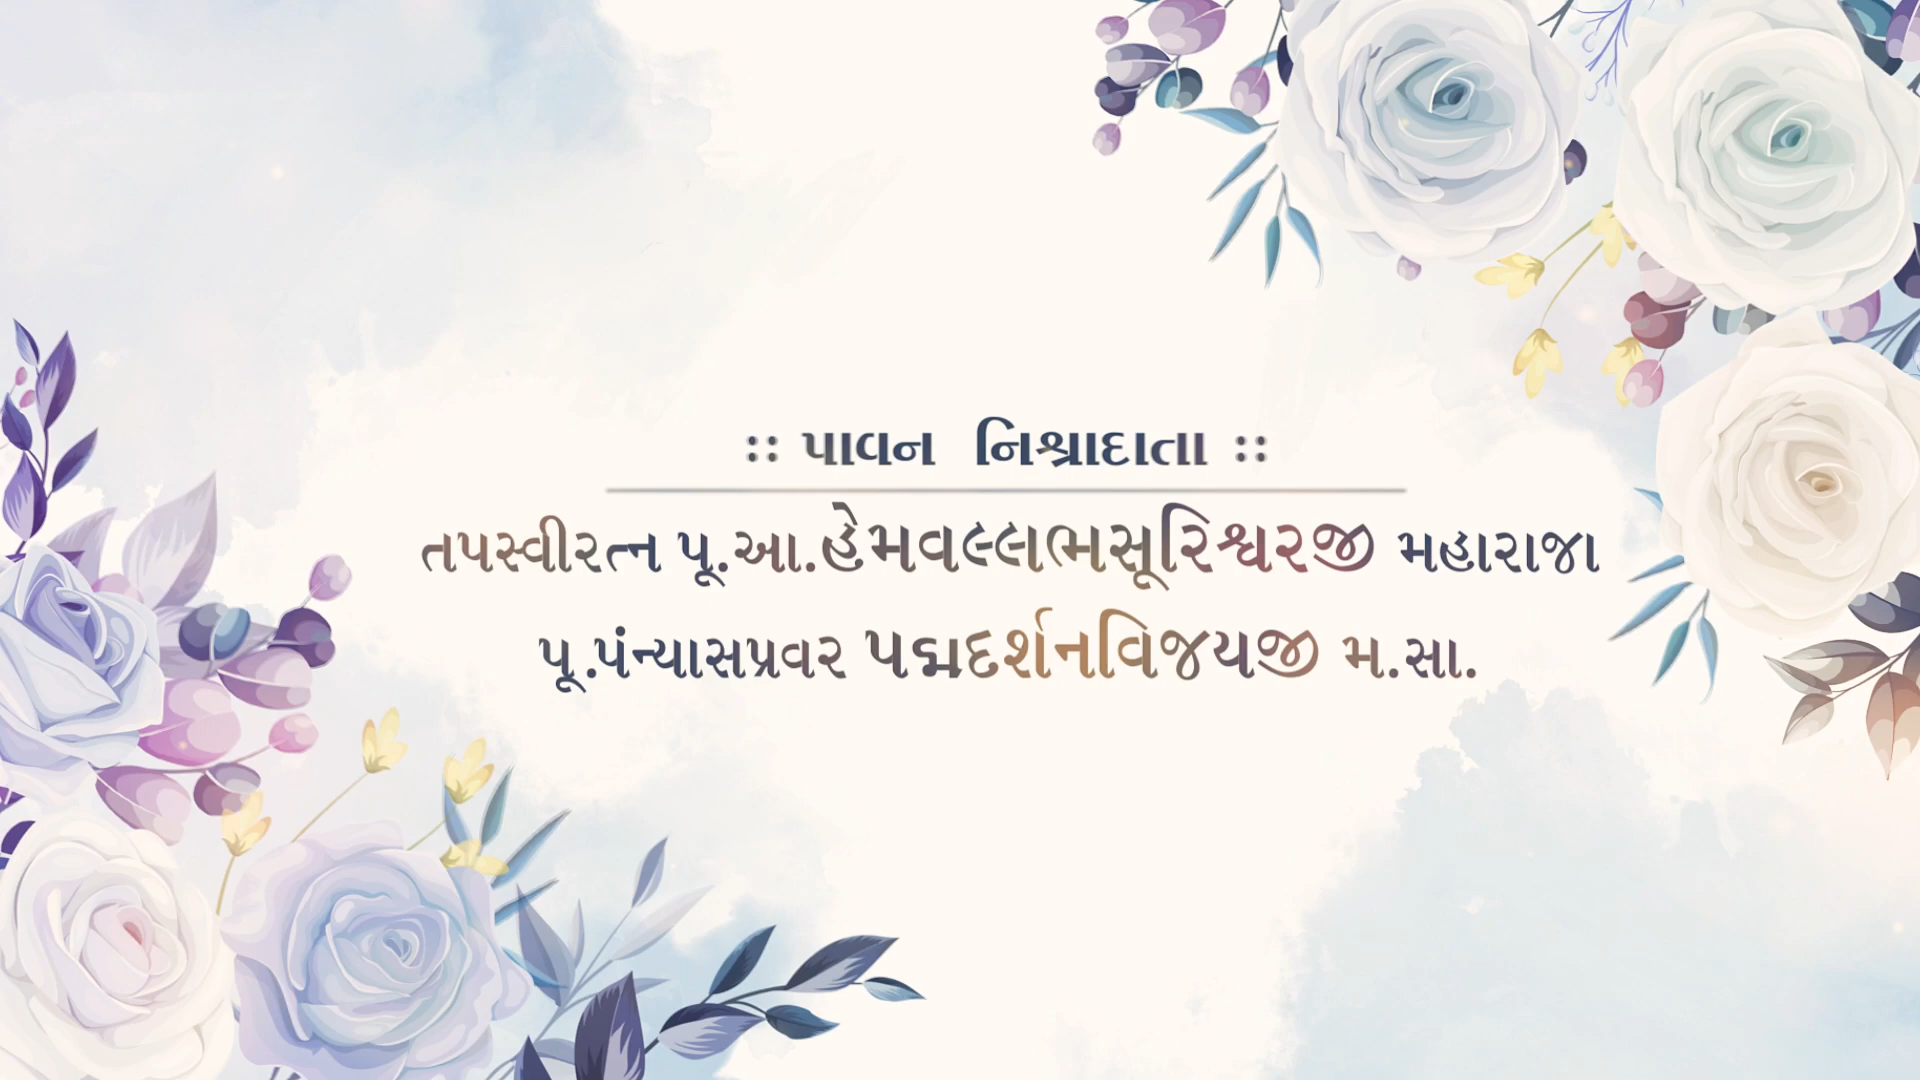 :: પાવન નિશ્રાદાતા ::
તપસ્વીરત્ન પૂ.આ.હેમવલ્લભસૂરિશ્વરજી મહારાજા
પૂ.પંન્યાસપ્રવર પદ્મદર્શનવિજયજી મ.સા.